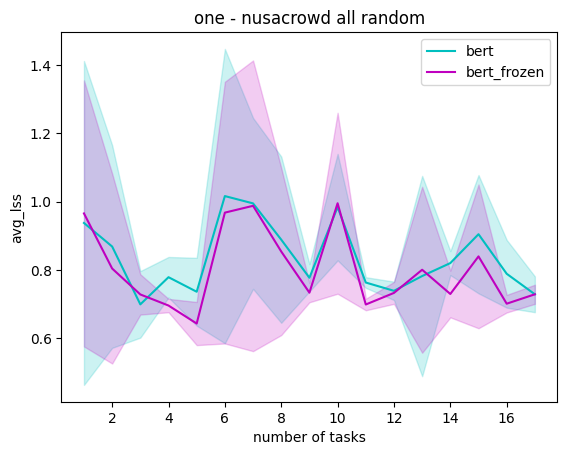 one - nusacrowd all random
bert
bert_frozen
avg_lss
1.4
1.2
1.0
0.8
0.6
2 4 6 8 10 12 14 16
number of tasks